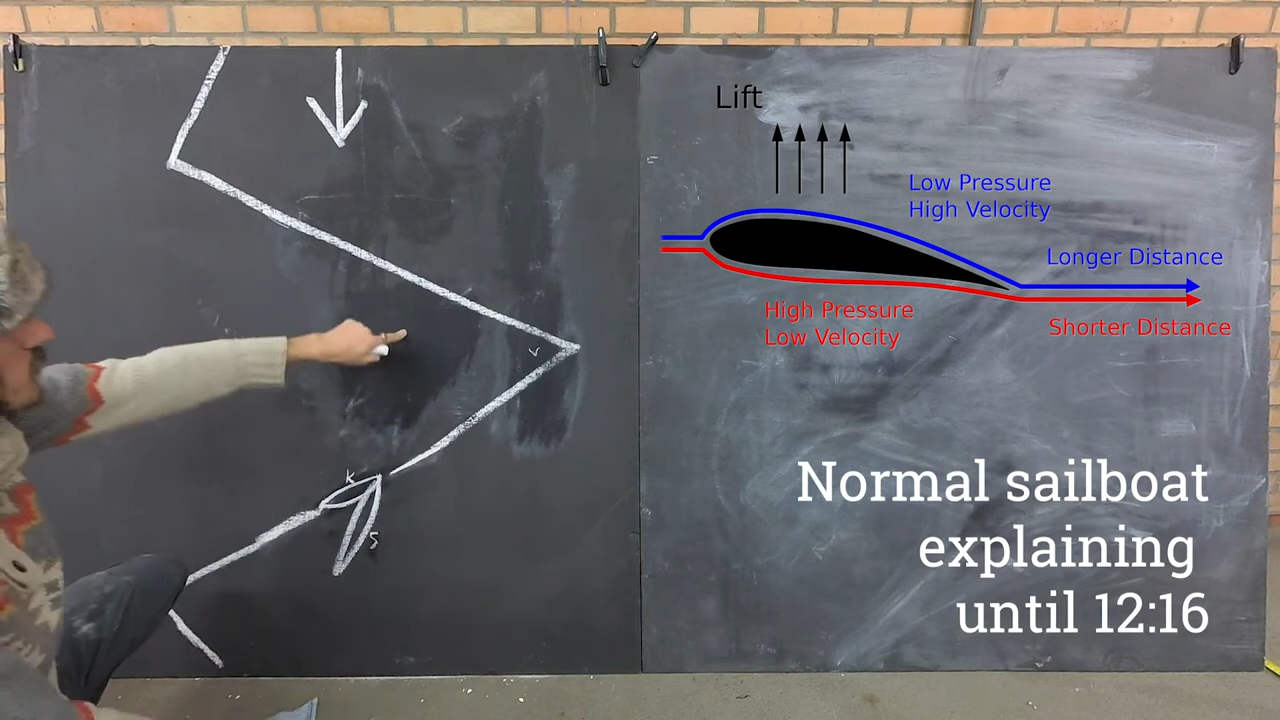 Lift
Low Pressure
High Velocity
Longer Distance
High Pressure
Low Velocity
Shorter Distance
v
K
S
Normal sailboat
explaining
until 12:16